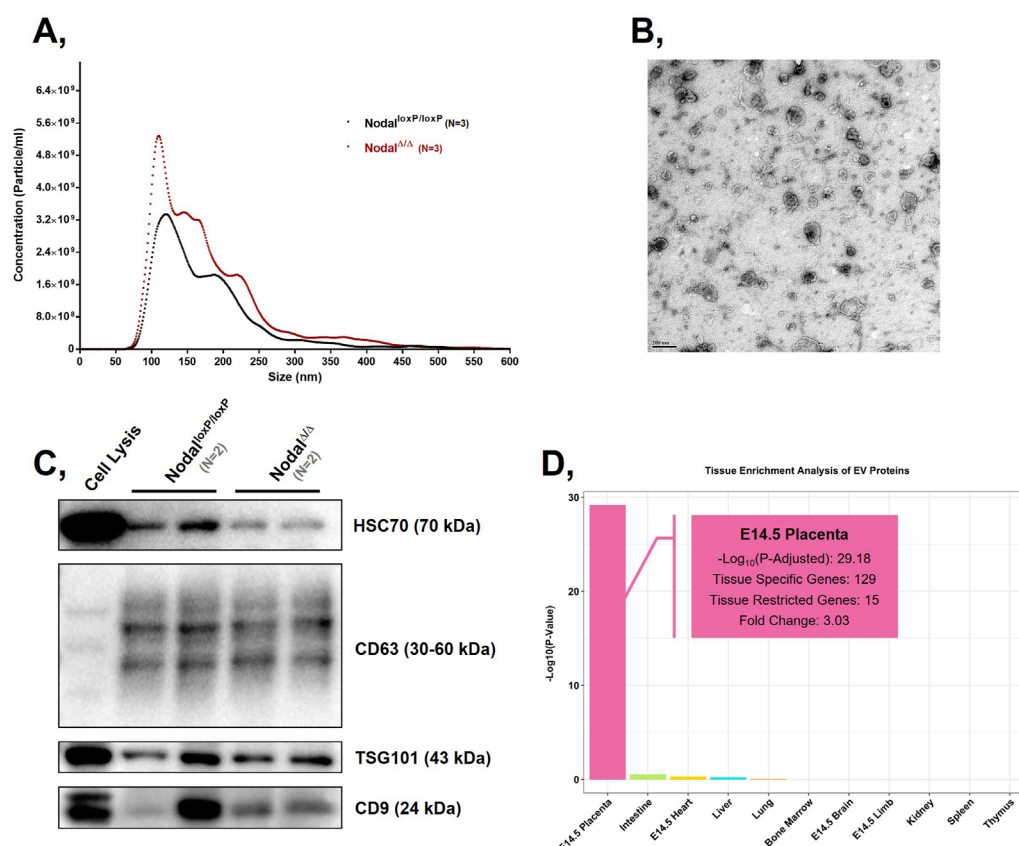 A,
Concentration (Particle/ml)
6.4×10⁹
5.6×10⁹
4.8×10⁹
4.0×10⁹
3.2×10⁹
2.4×10⁹
1.6×10⁹
8.0×10⁸
0
0 50 100 150 200 250 300 350 400 450 500 550 600
Size (nm)
Nodal^loxP/loxP (N=3)
Nodal^Δ/Δ (N=3)
B,
200 nm
C,
Cell Lysis
Nodal^loxP/loxP
(N=2)
Nodal^Δ/Δ
(N=2)
HSC70 (70 kDa)
CD63 (30-60 kDa)
TSG101 (43 kDa)
CD9 (24 kDa)
D,
Tissue Enrichment Analysis of EV Proteins
-Log10(P-Value)
30
20
10
0
E14.5 Placenta
-Log₁₀(P-Adjusted): 29.18
Tissue Specific Genes: 129
Tissue Restricted Genes: 15
Fold Change: 3.03
E14.5 Placenta
Intestine
E14.5 Heart
Liver
Lung
Bone Marrow
E14.5 Brain
E14.5 Limb
Kidney
Spleen
Thymus